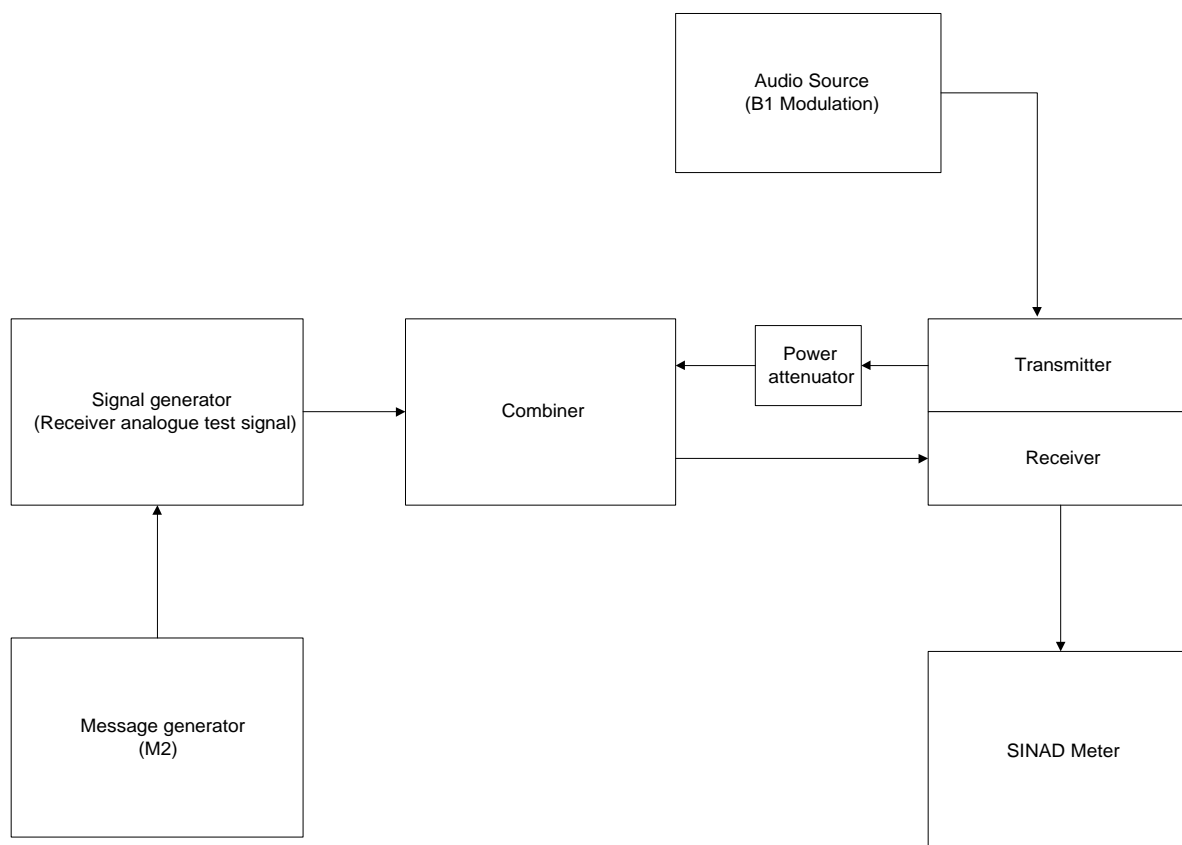 Audio Source
(B1 Modulation)
Power
attenuator
Transmitter
Signal generator
(Receiver analogue test signal)
Combiner
Receiver
Message generator
(M2)
SINAD Meter